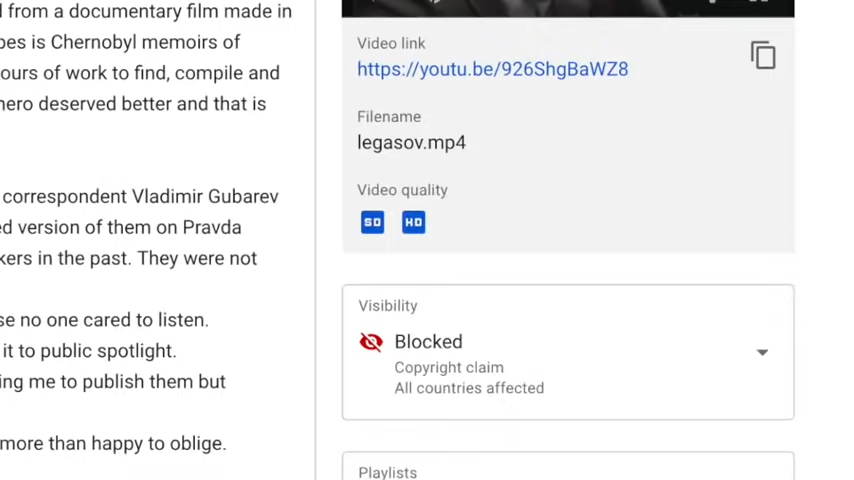 l from a documentary film made in
pes is Chernobyl memoirs of
ours of work to find, compile and
hero deserved better and that is
correspondent Vladimir Gubarev
ed version of them on Pravda
kers in the past. They were not
se no one cared to listen.
it to public spotlight.
ing me to publish them but
more than happy to oblige.
Video link
https://youtu.be/926ShgBaWZ8
Filename
legasov.mp4
Video quality
SD HD
Visibility
Blocked
Copyright claim
All countries affected
Playlists